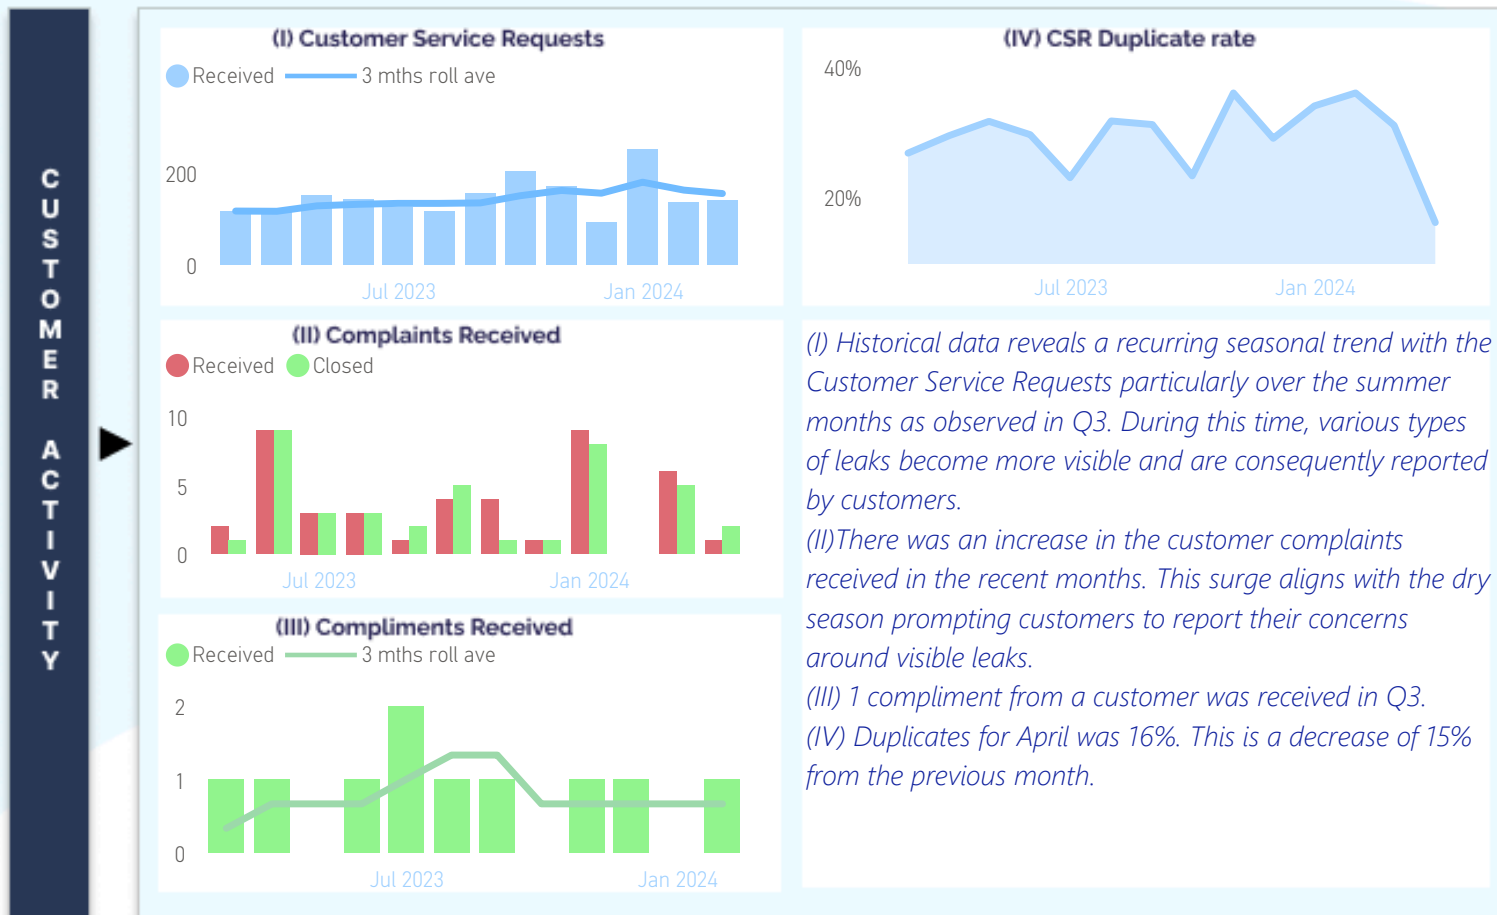 CUSTOMER ACTIVITY
(I) Customer Service Requests
Received 3 mths roll ave
200
0
Jul 2023 Jan 2024
(IV) CSR Duplicate rate
40%
20%
Jul 2023 Jan 2024
(II) Complaints Received
Received Closed
10
5
0
Jul 2023 Jan 2024
(III) Compliments Received
Received 3 mths roll ave
2
1
0
Jul 2023 Jan 2024
(I) Historical data reveals a recurring seasonal trend with the
Customer Service Requests particularly over the summer
months as observed in Q3. During this time, various types
of leaks become more visible and are consequently reported
by customers.
(II)There was an increase in the customer complaints
received in the recent months. This surge aligns with the dry
season prompting customers to report their concerns
around visible leaks.
(III) 1 compliment from a customer was received in Q3.
(IV) Duplicates for April was 16%. This is a decrease of 15%
from the previous month.